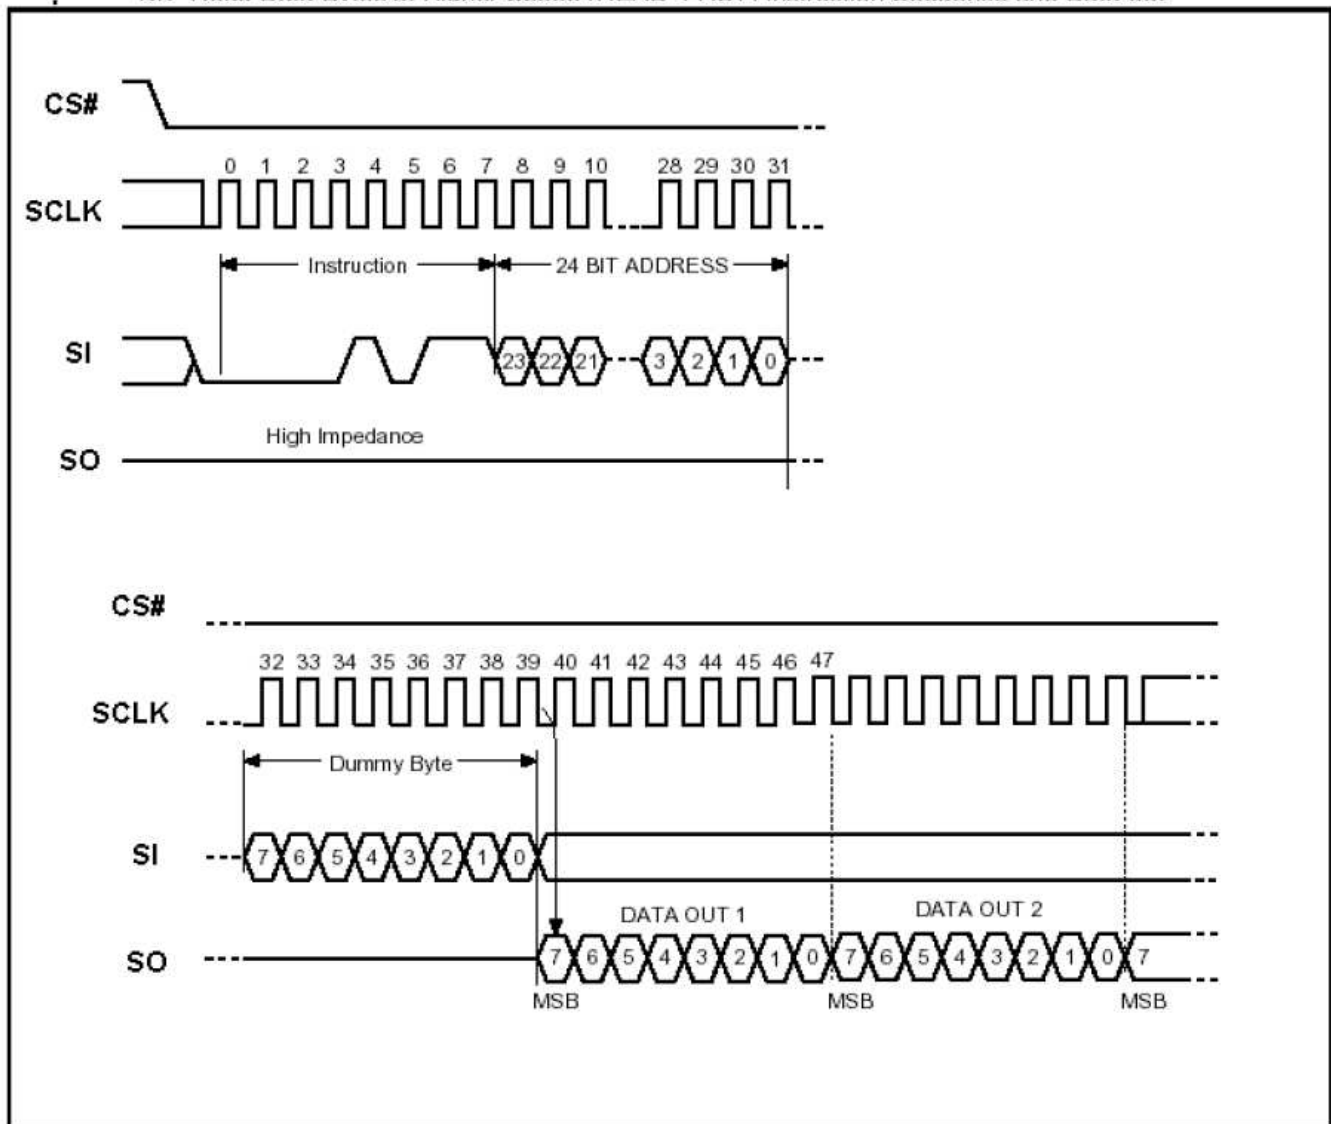 CS#
0 1 2 3 4 5 6 7 8 9 10 28 29 30 31
SCLK
Instruction 24 BIT ADDRESS
SI
23 22 21 3 2 1 0
High Impedance
SO
CS#
32 33 34 35 36 37 38 39 40 41 42 43 44 45 46 47
SCLK
Dummy Byte
SI
7 6 5 4 3 2 1 0
DATA OUT 1 DATA OUT 2
SO
7 6 5 4 3 2 1 0 7 6 5 4 3 2 1 0 7
MSB MSB MSB